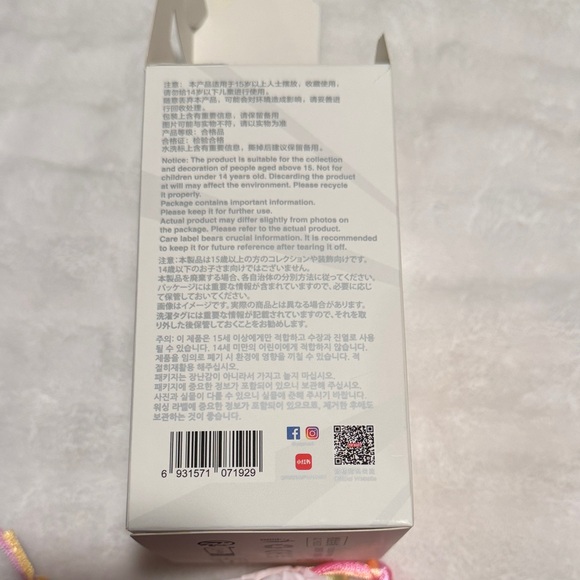 注意：本产品适用于15岁以上人士摆放，收藏使用，
请勿给14岁以下儿童进行使用。
随意丢弃本产品，可能会对环境造成影响，请妥善进
行回收处理。
包装上含有重要信息，请保留备用
图片可能与实物不符，请以实物为准
产品等级：合格品
合格证：检验合格
水洗标上含有重要信息，撕掉后建议保留备用。
Notice: The product is suitable for the collection
and decoration of people aged above 15. Not for
children under 14 years old. Discarding the product
at will may affect the environment. Please recycle
it properly.
Package contains important information.
Please keep it for further use.
Actual product may differ slightly from photos on
the package. Please refer to the actual product.
Care label bears crucial information. It is recommended
to keep it for future reference after tearing it off.
注意：本製品は15歳以上の方のコレクションや装飾向けです。
14歳以下のお子さま向けではございません。
本製品を廃棄する場合、各自治体の分別方法に従ってください。
パッケージには重要な情報が含まれていますので、必要に応じ
て保管しておいてください。
画像はイメージです。実際の商品とは異なる場合があります。
洗濯タグには重要な情報が記載されていますので、それを取
り外した後保管しておくことをお勧めします。
주의: 이 제품은 15세 이상에게만 적합하고 수장과 진열로 사용
될 수 있습니다. 14세 미만의 어린이에게 적합하지 않습니다.
제품을 임의로 폐기 시 환경에 영향을 끼칠 수 있습니다. 적
절히재활용 해주십시오.
패키지는 장난감이 아니라서 가지고 놀지 마십시오.
패키지에 중요한 정보가 포함되어 있으니 보관해 주십시오.
사진과 실물이 다를 수 있으니 실물에 관해 주시기 바랍니다.
워싱 라벨에 중요한 정보가 포함되어 있으므로, 제거한 후에도
보관하는 것이 좋습니다.
6 931571 071929
小红书